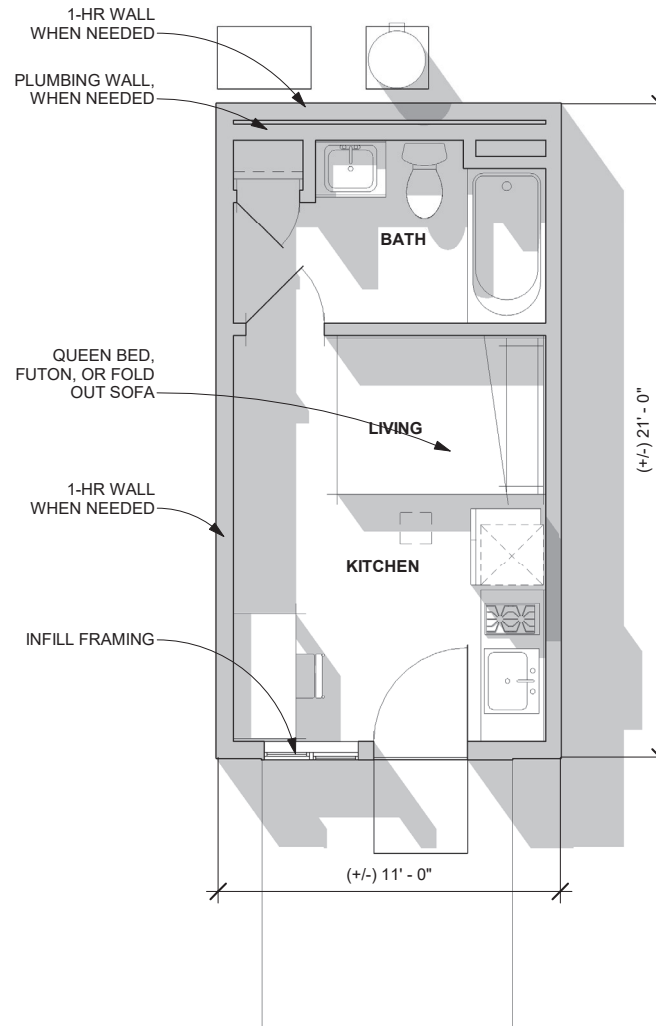 1-HR WALL
WHEN NEEDED
PLUMBING WALL,
WHEN NEEDED
BATH
QUEEN BED,
FUTON, OR FOLD
OUT SOFA
LIVING
(+/-) 21' - 0"
1-HR WALL
WHEN NEEDED
KITCHEN
INFILL FRAMING
(+/-) 11' - 0"